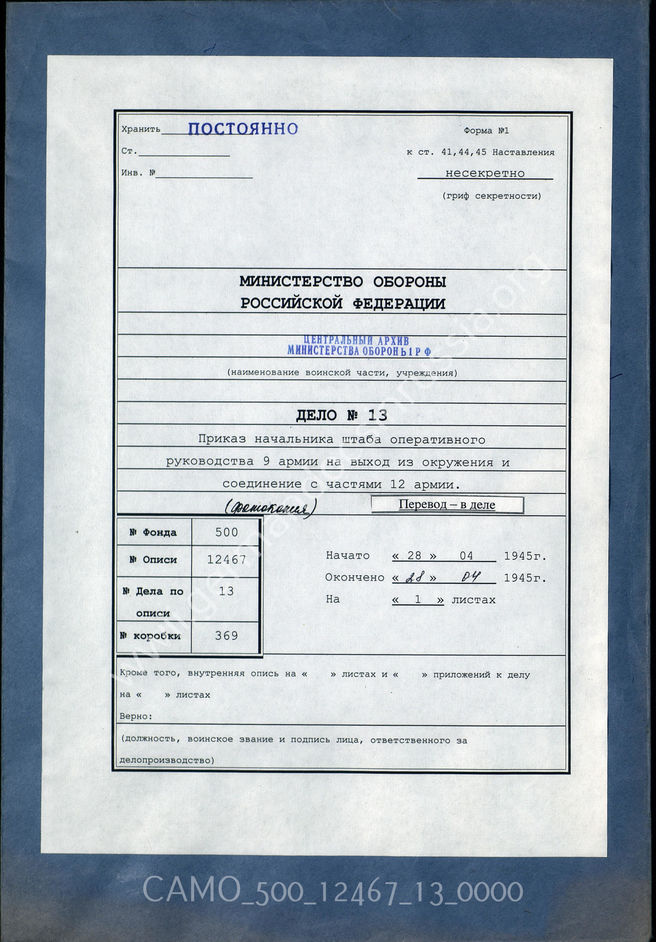 Хранить ПОСТОЯННО
Форма №1
Ст.
к ст. 41,44,45 Наставления
Инв. №
несекретно
(гриф секретности)
МИНИСТЕРСТВО ОБОРОНЫ
РОССИЙСКОЙ ФЕДЕРАЦИИ
ЦЕНТРАЛЬНЫЙ АРХИВ
МИНИСТЕРСТВА ОБОРОНЫ РФ
(наименование воинской части, учреждения)
ДЕЛО № 13
Приказ начальника штаба оперативного
руководства 9 армии на выход из окружения и
соединение с частями 12 армии.
(фотокопия)
Перевод – в деле
№ Фонда 500
№ Описи 12467
№ Дела по описи 13
№ коробки 369
Начато « 28 » 04 1945г.
Окончено « 28 » 04 1945г.
На « 1 » листах
Кроме того, внутренняя опись на « » листах и « » приложений к делу
на « » листах
Верно:
(должность, воинское звание и подпись лица, ответственного за
делопроизводство)
CAMO_500_12467_13_0000